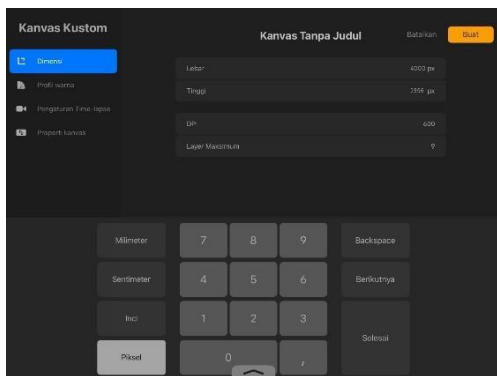 Kanvas Kustom
Kanvas Tanpa Judul
Batalkan
Buat
Dimensi
Profil warna
Pengaturan Time-lapse
Properti kanvas
Lebar
4000 px
Tinggi
DPI
600
Layer Maksimum
9
Milimeter
7
8
9
Backspace
Sentimeter
4
5
6
Berikutnya
Inci
1
2
3
Selesai
Piksel
0
,